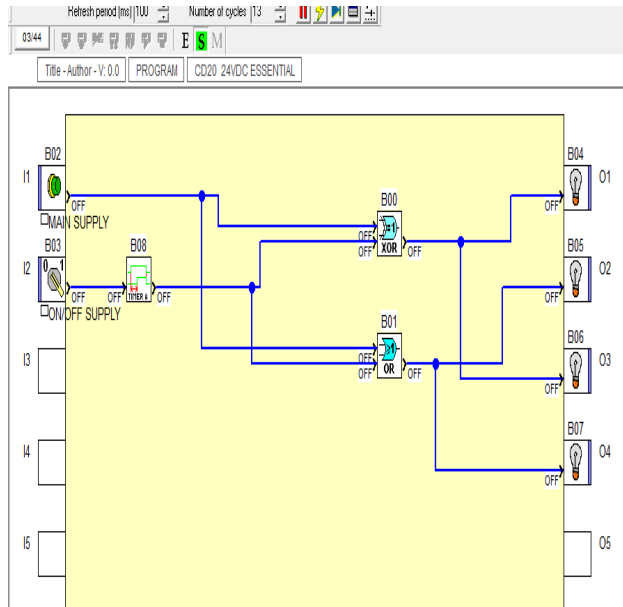 Refresh period (ms) 100 Number of cycles 13
03/44 E S M
Title - Author - V: 0.0 PROGRAM CD20 24VDC ESSENTIAL
B02 B04
I1 O1
B00
OFF OFF
MAIN SUPPLY OFF
=1
XOR
OFF OFF
B03 B08 B05
I2 0 1 O2
TIMER A
OFF OFF OFF OFF
ON/OFF SUPPLY
B01 B06
I3 O3
≥1
OFF
OR
OFF OFF OFF
B07
I4 O4
OFF
I5 O5